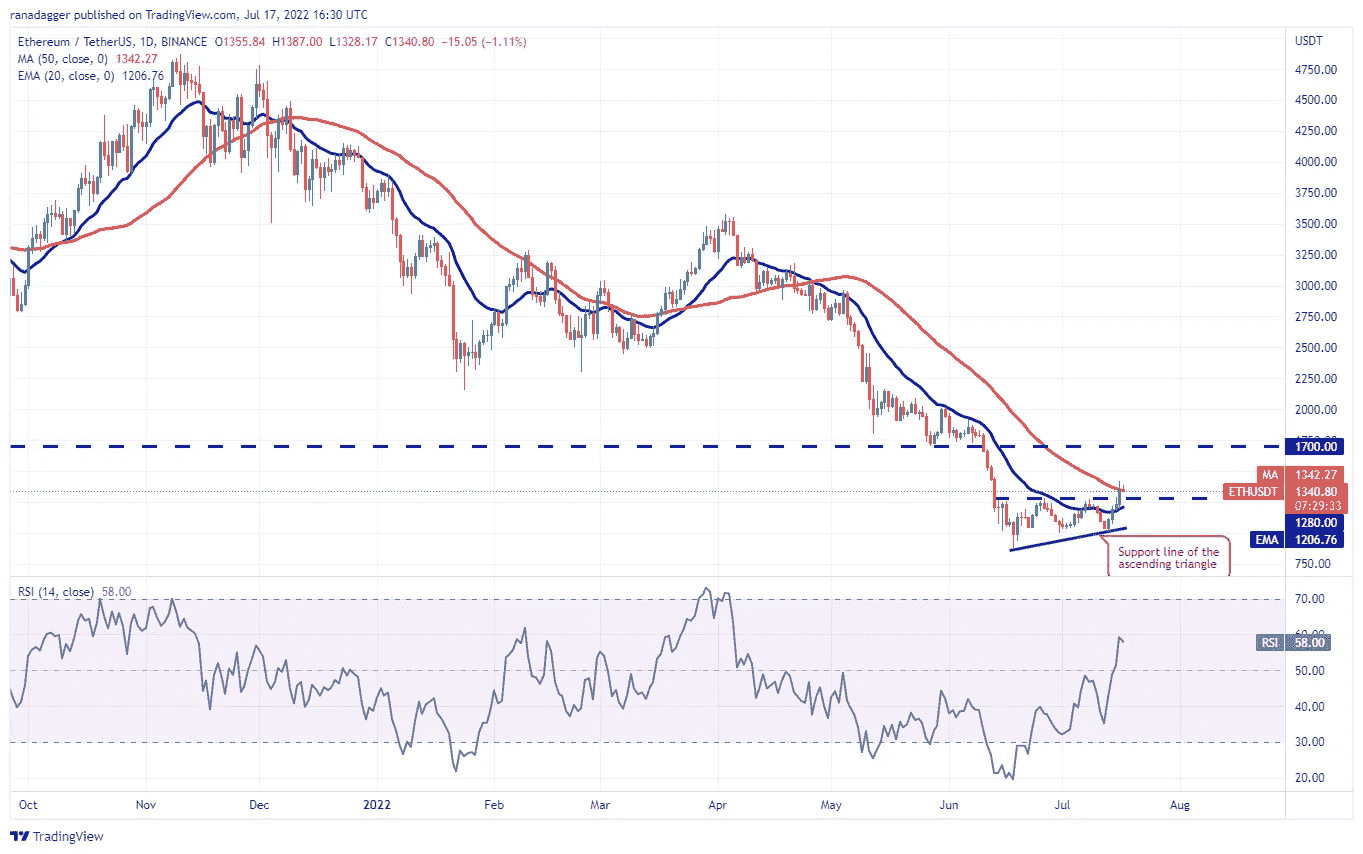 ranadagger published on TradingView.com, Jul 17, 2022 16:30 UTC
Ethereum / TetherUS, 1D, BINANCE O1355.84 H1387.00 L1328.17 C1340.80 −15.05 (−1.11%)
MA (50, close, 0) 1342.27
EMA (20, close, 0) 1206.76
USDT
4750.00
4500.00
4250.00
4000.00
3750.00
3500.00
3250.00
3000.00
2750.00
2500.00
2250.00
2000.00
1700.00
MA 1342.27
ETHUSDT 1340.80
07:29:33
1280.00
EMA 1206.76
750.00
Support line of the
ascending triangle
RSI (14, close) 58.00
70.00
60.00
RSI 58.00
50.00
40.00
30.00
20.00
Oct Nov Dec 2022 Feb Mar Apr May Jun Jul Aug
TradingView